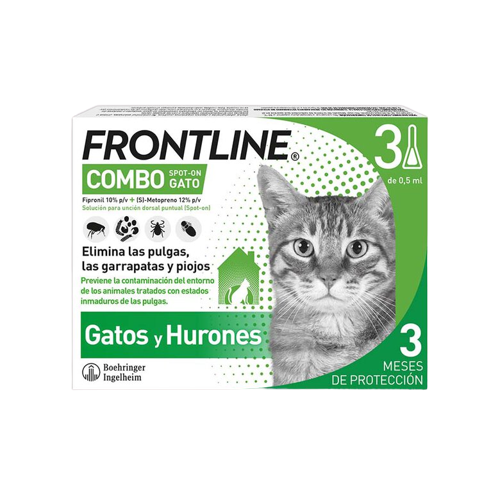 FRONTLINE®
COMBO SPOT-ON GATO
Fipronil 10% p/v + (S)-Metopreno 12% p/v
Solución para unción dorsal puntual (Spot-on)
3
de 0,5 ml
Elimina las pulgas,
las garrapatas y piojos
Previene la contaminación del entorno
de los animales tratados con estados
inmaduros de las pulgas.
Gatos y Hurones
Boehringer
Ingelheim
3
MESES
DE PROTECCIÓN